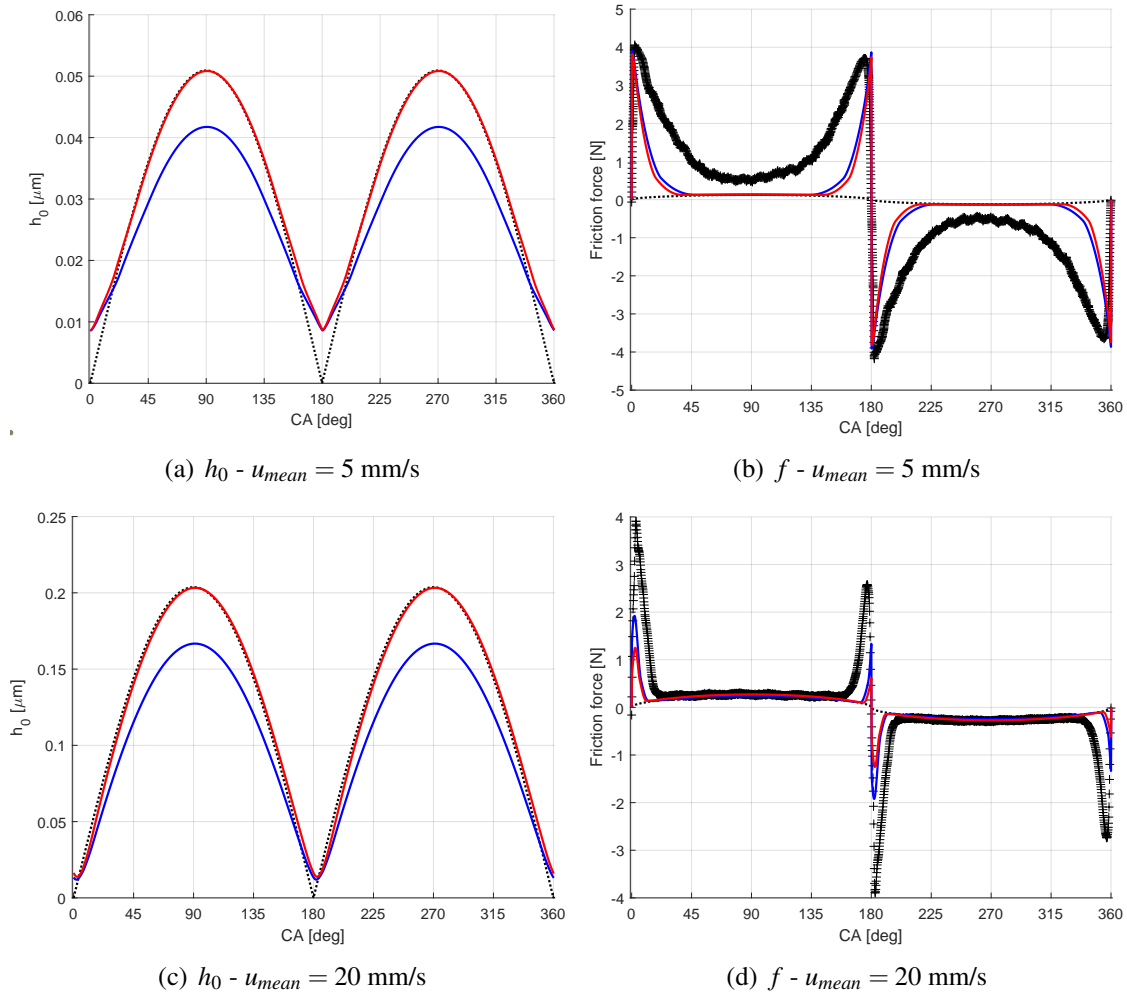 0.06
0.05
0.04
0.03
0.02
0.01
0
h₀ [μm]
0 45 90 135 180 225 270 315 360
CA [deg]
(a) h₀ - u_mean = 5 mm/s
5
4
3
2
1
0
-1
-2
-3
-4
-5
Friction force [N]
0 45 90 135 180 225 270 315 360
CA [deg]
(b) f - u_mean = 5 mm/s
0.25
0.2
0.15
0.1
0.05
0
h₀ [μm]
0 45 90 135 180 225 270 315 360
CA [deg]
(c) h₀ - u_mean = 20 mm/s
4
3
2
1
0
-1
-2
-3
-4
Friction force [N]
0 45 90 135 180 225 270 315 360
CA [deg]
(d) f - u_mean = 20 mm/s